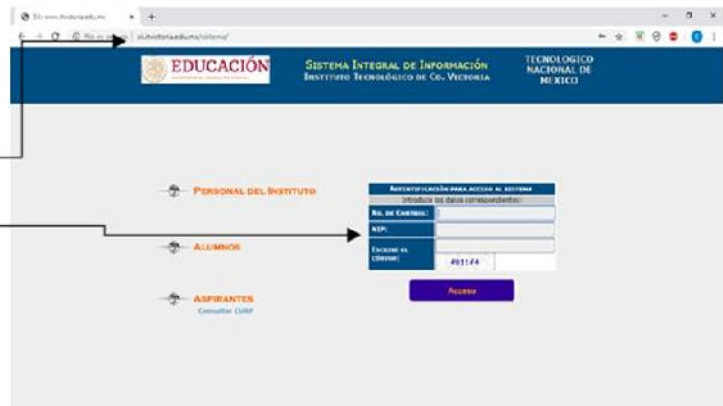 EDUCACIÓN
SISTEMA INTEGRAL DE INFORMACIÓN
INSTITUTO TECNOLÓGICO DE CD. VICTORIA
TECNOLOGICO
NACIONAL DE
MEXICO
PERSONAL DEL INSTITUTO
ALUMNOS
ASPIRANTES
Consultar CURP
AUTENTIFICACIÓN PARA ACCESO AL SISTEMA
Introduce los datos correspondientes:
NO. DE CONTROL:
NIP:
ESCRIBE EL
CÓDIGO:
Acceso